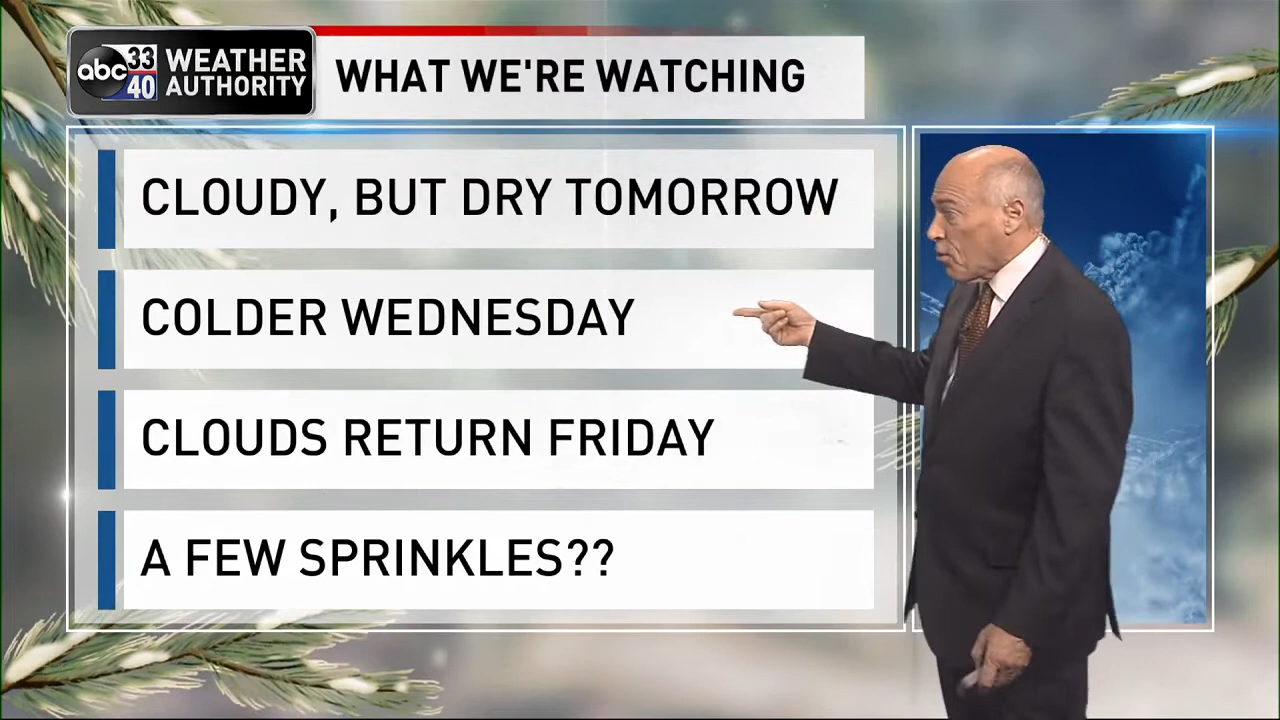 abc 33 40 WEATHER AUTHORITY
WHAT WE'RE WATCHING
CLOUDY, BUT DRY TOMORROW
COLDER WEDNESDAY
CLOUDS RETURN FRIDAY
A FEW SPRINKLES??